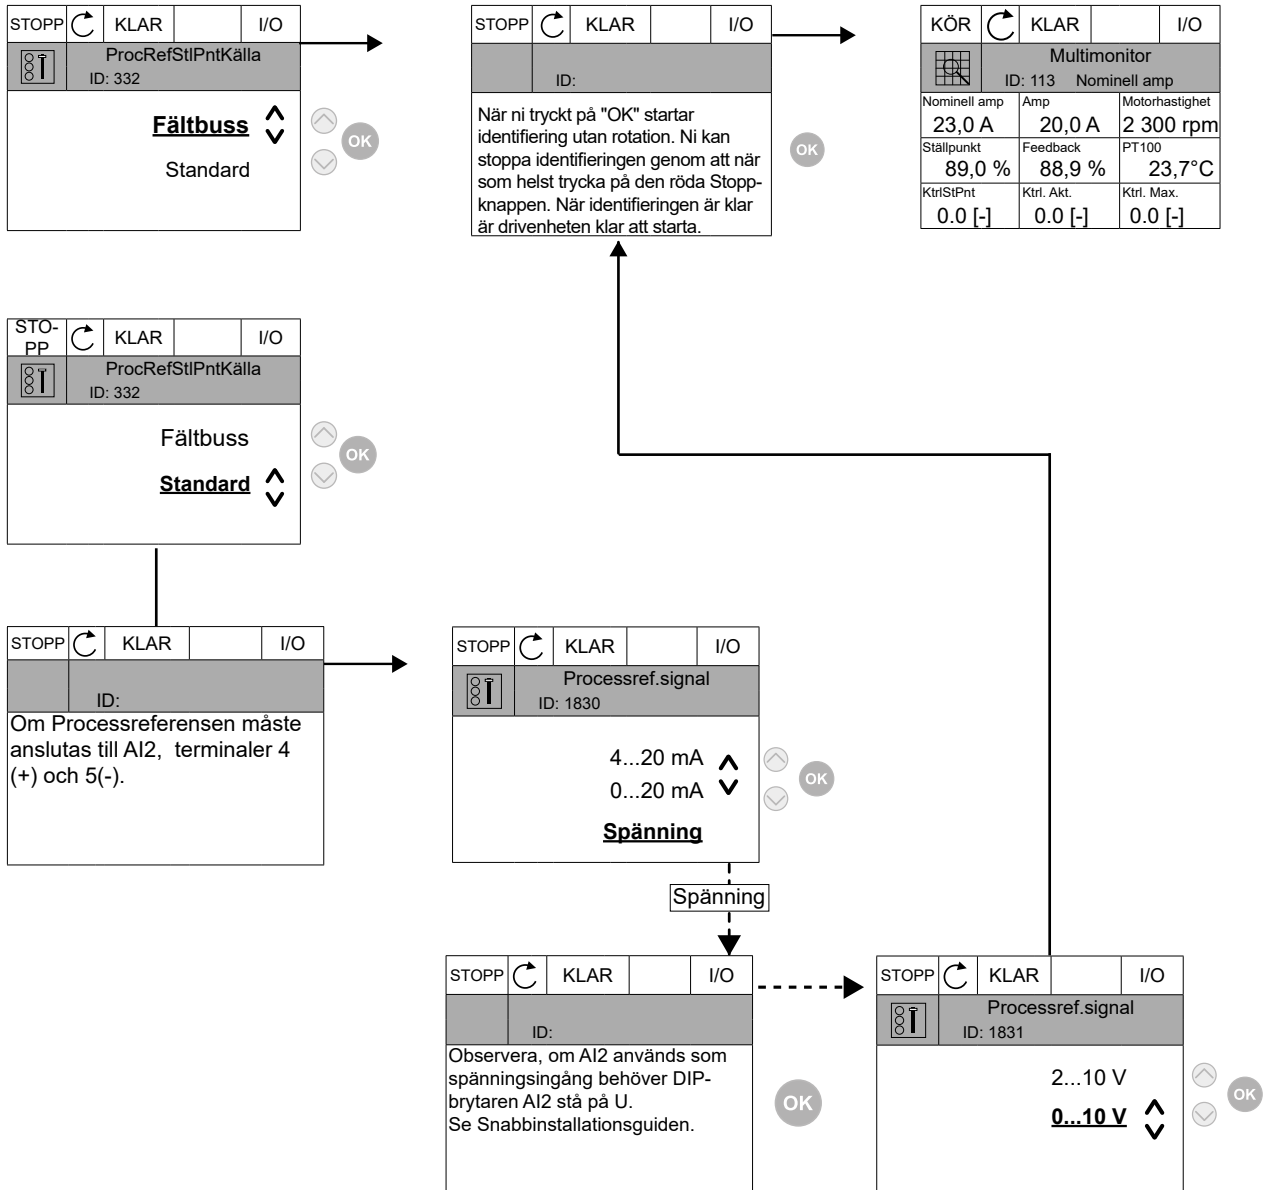 STOPP KLAR I/O
ProcRefStlPntKälla
ID: 332
Fältbuss
Standard
OK
STOPP KLAR I/O
ID:
När ni tryckt på "OK" startar
identifiering utan rotation. Ni kan
stoppa identifieringen genom att när
som helst trycka på den röda Stopp-
knappen. När identifieringen är klar
är drivenheten klar att starta.
OK
KÖR KLAR I/O
Multimonitor
ID: 113 Nominell amp
Nominell amp Amp Motorhastighet
23,0 A 20,0 A 2 300 rpm
Ställpunkt Feedback PT100
89,0 % 88,9 % 23,7°C
KtrlStPnt Ktrl. Akt. Ktrl. Max.
0.0 [-] 0.0 [-] 0.0 [-]
STO-
PP KLAR I/O
ProcRefStlPntKälla
ID: 332
Fältbuss
Standard
OK
STOPP KLAR I/O
ID:
Om Processreferensen måste
anslutas till AI2, terminaler 4
(+) och 5(-).
STOPP KLAR I/O
Processref.signal
ID: 1830
4...20 mA
0...20 mA
Spänning
OK
Spänning
STOPP KLAR I/O
ID:
Observera, om AI2 används som
spänningsingång behöver DIP-
brytaren AI2 stå på U.
Se Snabbinstallationsguiden.
OK
STOPP KLAR I/O
Processref.signal
ID: 1831
2...10 V
0...10 V
OK